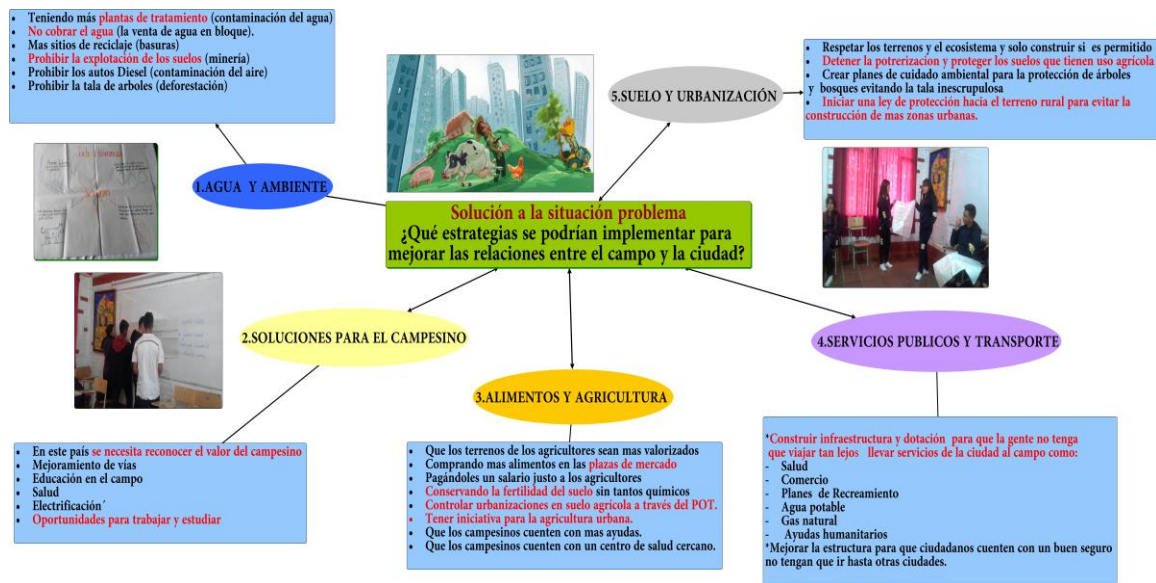 • Teniendo más plantas de tratamiento (contaminación del agua)
• No cobrar el agua (la venta de agua en bloque).
• Mas sitios de reciclaje (basuras)
• Prohibir la explotación de los suelos (minería)
• Prohibir los autos Diesel (contaminación del aire)
• Prohibir la tala de arboles (deforestación)
• Respetar los terrenos y el ecosistema y solo construir si es permitido
• Detener la potrerizacion y proteger los suelos que tienen uso agrícola
• Crear planes de cuidado ambiental para la protección de árboles
y bosques evitando la tala inescrupulosa
• Iniciar una ley de protección hacia el terreno rural para evitar la
construcción de mas zonas urbanas.
5.SUELO Y URBANIZACIÓN
1.AGUA Y AMBIENTE
Solución a la situación problema
¿Qué estrategias se podrían implementar para
mejorar las relaciones entre el campo y la ciudad?
2.SOLUCIONES PARA EL CAMPESINO
3.ALIMENTOS Y AGRICULTURA
4.SERVICIOS PUBLICOS Y TRANSPORTE
• En este país se necesita reconocer el valor del campesino
• Mejoramiento de vías
• Educación en el campo
• Salud
• Electrificación´
• Oportunidades para trabajar y estudiar
• Que los terrenos de los agricultores sean mas valorizados
• Comprando mas alimentos en las plazas de mercado
• Pagándoles un salario justo a los agricultores
• Conservando la fertilidad del suelo sin tantos químicos
• Controlar urbanizaciones en suelo agrícola a través del POT.
• Tener iniciativa para la agricultura urbana.
• Que los campesinos cuenten con mas ayudas.
• Que los campesinos cuenten con un centro de salud cercano.
*Construir infraestructura y dotación para que la gente no tenga
que viajar tan lejos llevar servicios de la ciudad al campo como:
- Salud
- Comercio
- Planes de Recreamiento
- Agua potable
- Gas natural
- Ayudas humanitarios
*Mejorar la estructura para que ciudadanos cuenten con un buen seguro
no tengan que ir hasta otras ciudades.